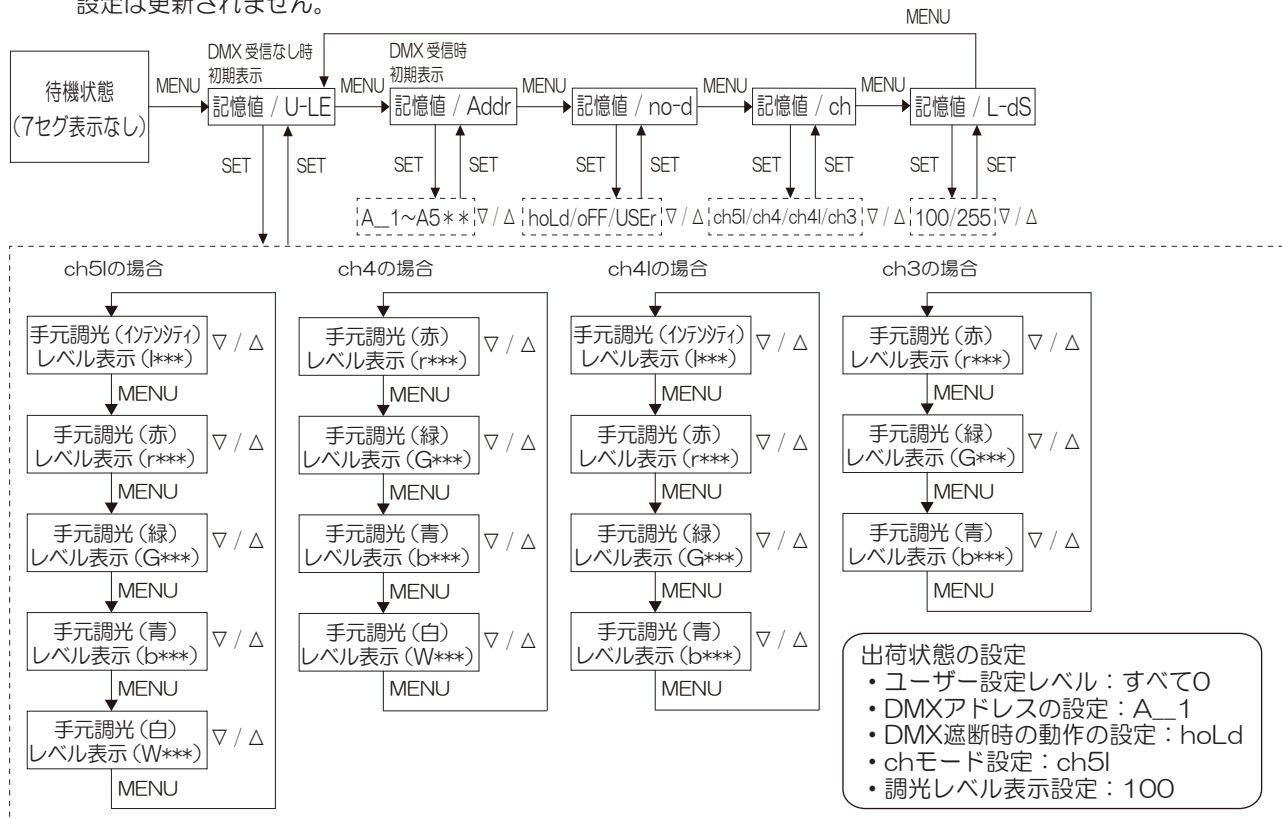 設定は更新されません。
MENU
DMX 受信なし時
初期表示
DMX 受信時
初期表示
待機状態
(7セグ表示なし)
MENU
記憶値 / U-LE
MENU
記憶値 / Addr
MENU
記憶値 / no-d
MENU
記憶値 / ch
MENU
記憶値 / L-dS
SET
SET
SET
SET
SET
SET
SET
SET
SET
SET
A__1~A5** ∇ / Δ
hoLd/oFF/USEr ∇ / Δ
ch5I/ch4/ch4I/ch3 ∇ / Δ
100/255 ∇ / Δ
ch5Iの場合
手元調光(インテンシティ)
レベル表示(I***)
∇ / Δ
MENU
手元調光(赤)
レベル表示(r***)
∇ / Δ
MENU
手元調光(緑)
レベル表示(G***)
∇ / Δ
MENU
手元調光(青)
レベル表示(b***)
∇ / Δ
MENU
手元調光(白)
レベル表示(W***)
∇ / Δ
MENU
ch4の場合
手元調光(赤)
レベル表示(r***)
∇ / Δ
MENU
手元調光(緑)
レベル表示(G***)
∇ / Δ
MENU
手元調光(青)
レベル表示(b***)
∇ / Δ
MENU
手元調光(白)
レベル表示(W***)
∇ / Δ
MENU
ch4Iの場合
手元調光(インテンシティ)
レベル表示(I***)
∇ / Δ
MENU
手元調光(赤)
レベル表示(r***)
∇ / Δ
MENU
手元調光(緑)
レベル表示(G***)
∇ / Δ
MENU
手元調光(青)
レベル表示(b***)
∇ / Δ
MENU
ch3の場合
手元調光(赤)
レベル表示(r***)
∇ / Δ
MENU
手元調光(緑)
レベル表示(G***)
∇ / Δ
MENU
手元調光(青)
レベル表示(b***)
∇ / Δ
MENU
出荷状態の設定
・ユーザー設定レベル：すべて0
・DMXアドレスの設定：A__1
・DMX遮断時の動作の設定：hoLd
・chモード設定：ch5I
・調光レベル表示設定：100